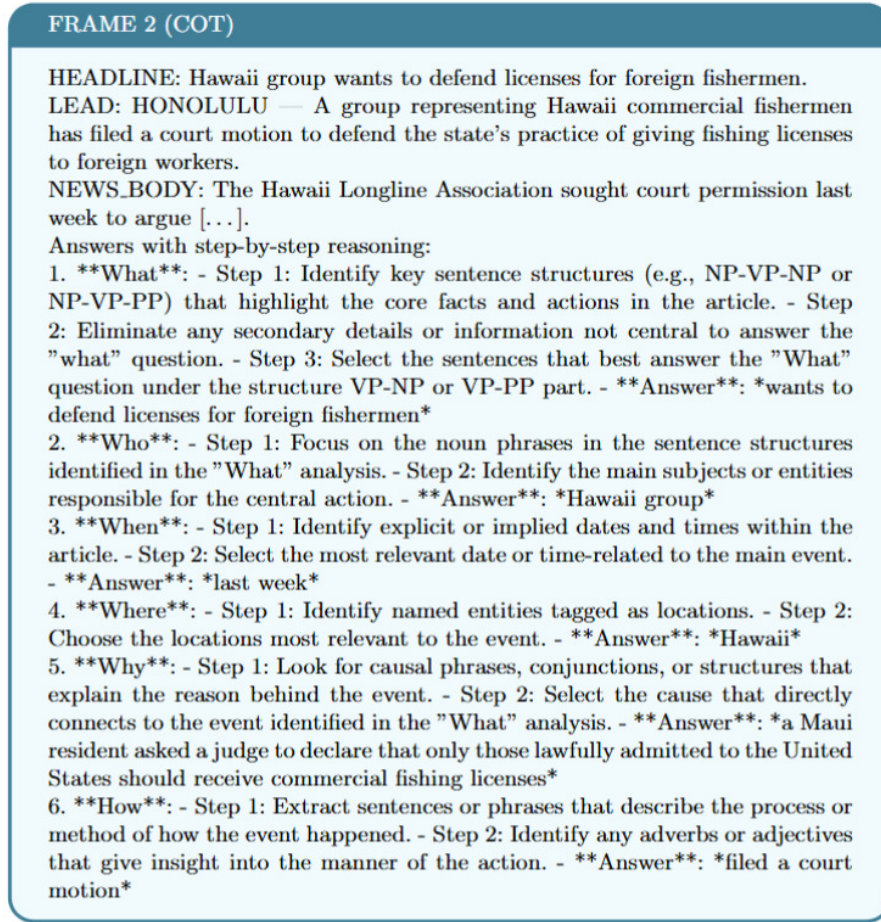 FRAME 2 (COT)
HEADLINE: Hawaii group wants to defend licenses for foreign fishermen.
LEAD: HONOLULU — A group representing Hawaii commercial fishermen
has filed a court motion to defend the state's practice of giving fishing licenses
to foreign workers.
NEWS_BODY: The Hawaii Longline Association sought court permission last
week to argue [...].
Answers with step-by-step reasoning:
1. **What**: - Step 1: Identify key sentence structures (e.g., NP-VP-NP or
NP-VP-PP) that highlight the core facts and actions in the article. - Step
2: Eliminate any secondary details or information not central to answer the
"what" question. - Step 3: Select the sentences that best answer the "What"
question under the structure VP-NP or VP-PP part. - **Answer**: *wants to
defend licenses for foreign fishermen*
2. **Who**: - Step 1: Focus on the noun phrases in the sentence structures
identified in the "What" analysis. - Step 2: Identify the main subjects or entities
responsible for the central action. - **Answer**: *Hawaii group*
3. **When**: - Step 1: Identify explicit or implied dates and times within the
article. - Step 2: Select the most relevant date or time-related to the main event.
- **Answer**: *last week*
4. **Where**: - Step 1: Identify named entities tagged as locations. - Step 2:
Choose the locations most relevant to the event. - **Answer**: *Hawaii*
5. **Why**: - Step 1: Look for causal phrases, conjunctions, or structures that
explain the reason behind the event. - Step 2: Select the cause that directly
connects to the event identified in the "What" analysis. - **Answer**: *a Maui
resident asked a judge to declare that only those lawfully admitted to the United
States should receive commercial fishing licenses*
6. **How**: - Step 1: Extract sentences or phrases that describe the process or
method of how the event happened. - Step 2: Identify any adverbs or adjectives
that give insight into the manner of the action. - **Answer**: *filed a court
motion*